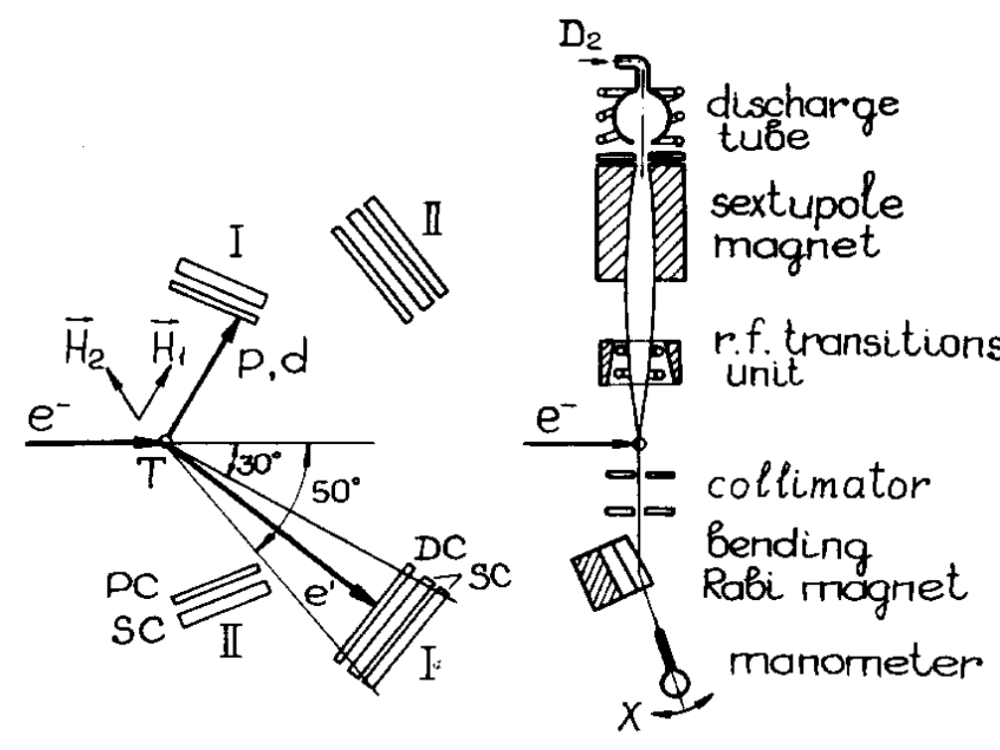 I
II
H₂
H₁
p,d
e⁻
T
30°
50°
DC
SC
PC
SC
II
e'
I
D₂
discharge
tube
sextupole
magnet
r.f. transitions
unit
e⁻
collimator
bending
Rabi magnet
manometer
X